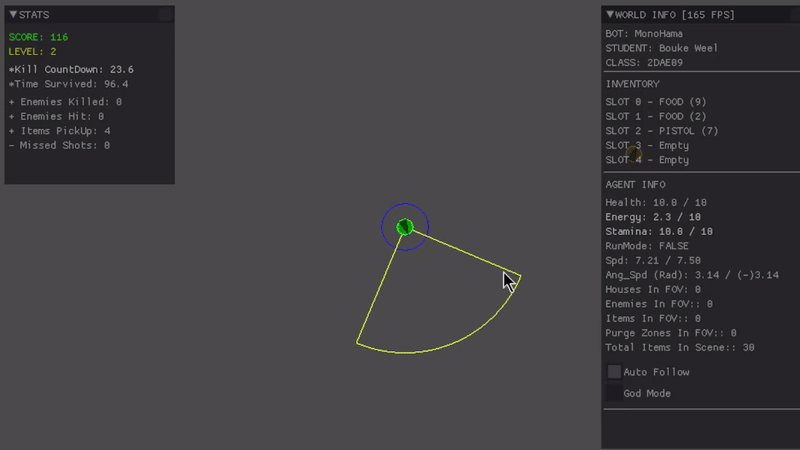 STATS
SCORE: 116
LEVEL: 2
*Kill CountDown: 23.6
*Time Survived: 96.4
+ Enemies Killed: 0
+ Enemies Hit: 0
+ Items PickUp: 4
- Missed Shots: 0
WORLD INFO [165 FPS]
BOT: MonoHama
STUDENT: Bouke Weel
CLASS: 2DAE09
INVENTORY
SLOT 0 - FOOD (9)
SLOT 1 - FOOD (2)
SLOT 2 - PISTOL (7)
SLOT 3 - Empty
SLOT 4 - Empty
AGENT INFO
Health: 10.0 / 10
Energy: 2.3 / 10
Stamina: 10.0 / 10
RunMode: FALSE
Spd: 7.21 / 7.50
Ang_Spd (Rad): 3.14 / (-)3.14
Houses In FOV: 0
Enemies In FOV:: 0
Items In FOV:: 0
Purge Zones In FOV:: 0
Total Items In Scene:: 30
Auto Follow
God Mode